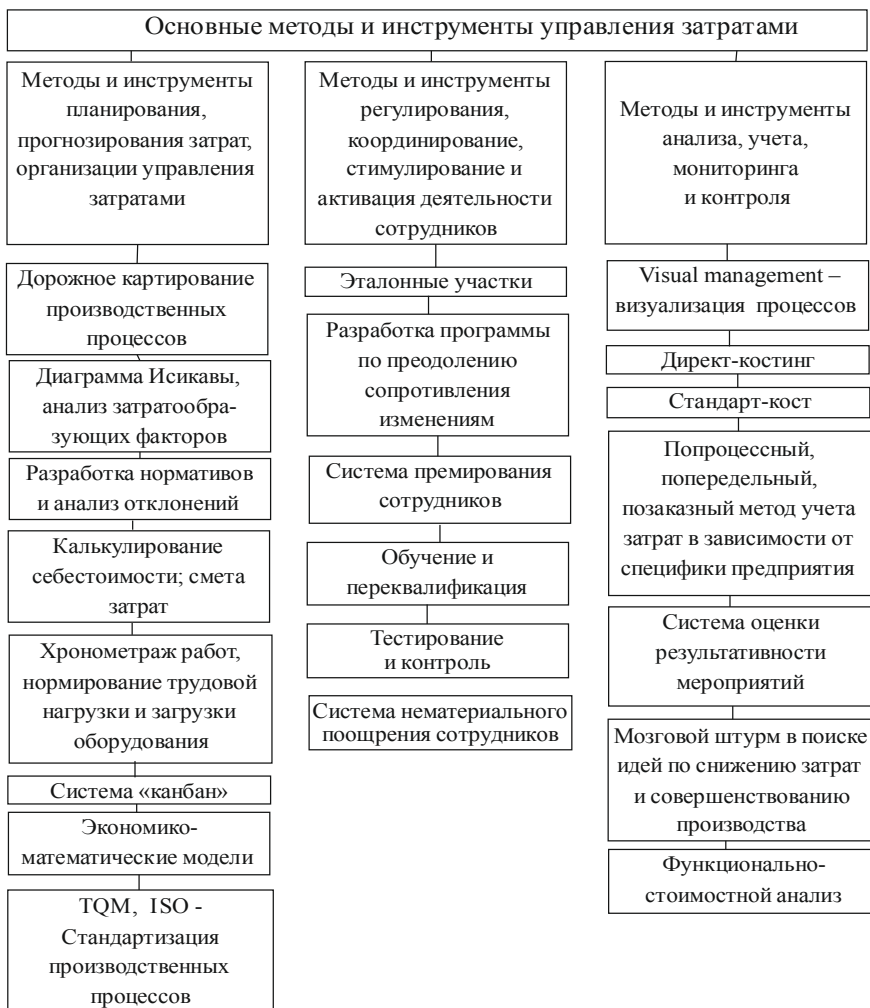 Основные методы и инструменты управления затратами
Методы и инструменты
планирования,
прогнозирования затрат,
организации управления
затратами
Дорожное картирование
производственных
процессов
Диаграмма Исикавы,
анализ затратообра-
зующих факторов
Разработка нормативов
и анализ отклонений
Калькулирование
себестоимости; смета
затрат
Хронометраж работ,
нормирование трудовой
нагрузки и загрузки
оборудования
Система «канбан»
Экономико-
математические модели
TQM, ISO -
Стандартизация
производственных
процессов
Методы и инструменты
регулирования,
координирование,
стимулирование и
активация деятельности
сотрудников
Эталонные участки
Разработка программы
по преодолению
сопротивления
изменениям
Система премирования
сотрудников
Обучение и
переквалификация
Тестирование
и контроль
Система нематериального
поощрения сотрудников
Методы и инструменты
анализа, учета,
мониторинга
и контроля
Visual management –
визуализация процессов
Директ-костинг
Стандарт-кост
Попроцессный,
попередельный,
позаказный метод учета
затрат в зависимости от
специфики предприятия
Система оценки
результативности
мероприятий
Мозговой штурм в поиске
идей по снижению затрат
и совершенствованию
производства
Функционально-
стоимостной анализ